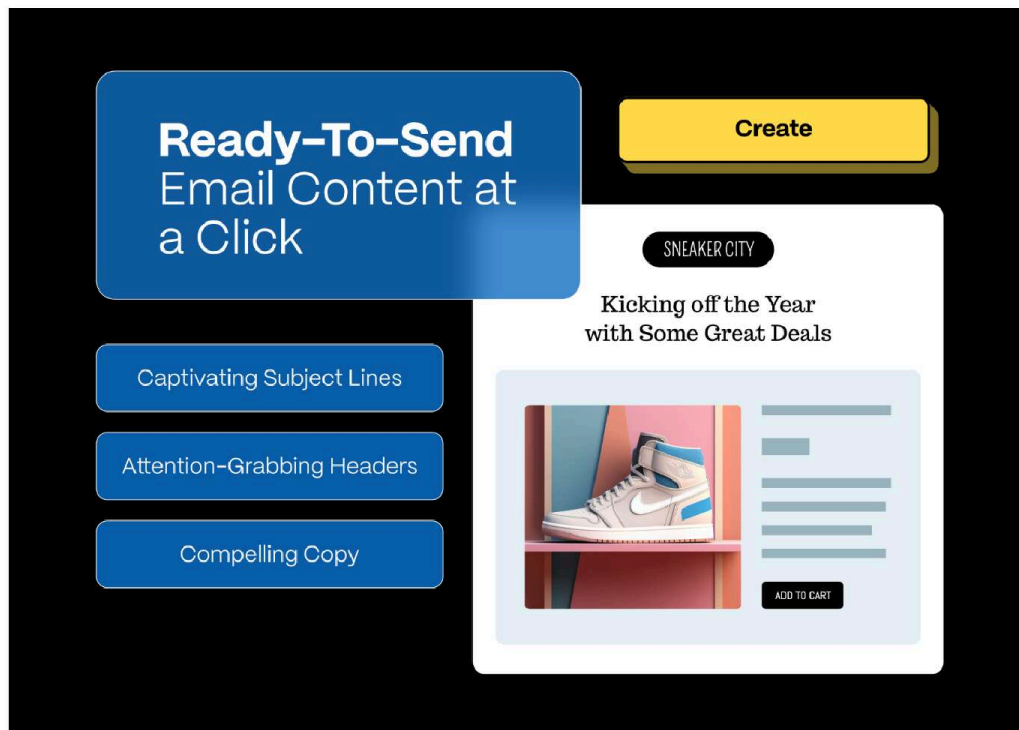 Ready-To-Send
Email Content at
a Click
Create
SNEAKER CITY
Kicking off the Year
with Some Great Deals
Captivating Subject Lines
Attention-Grabbing Headers
Compelling Copy
ADD TO CART